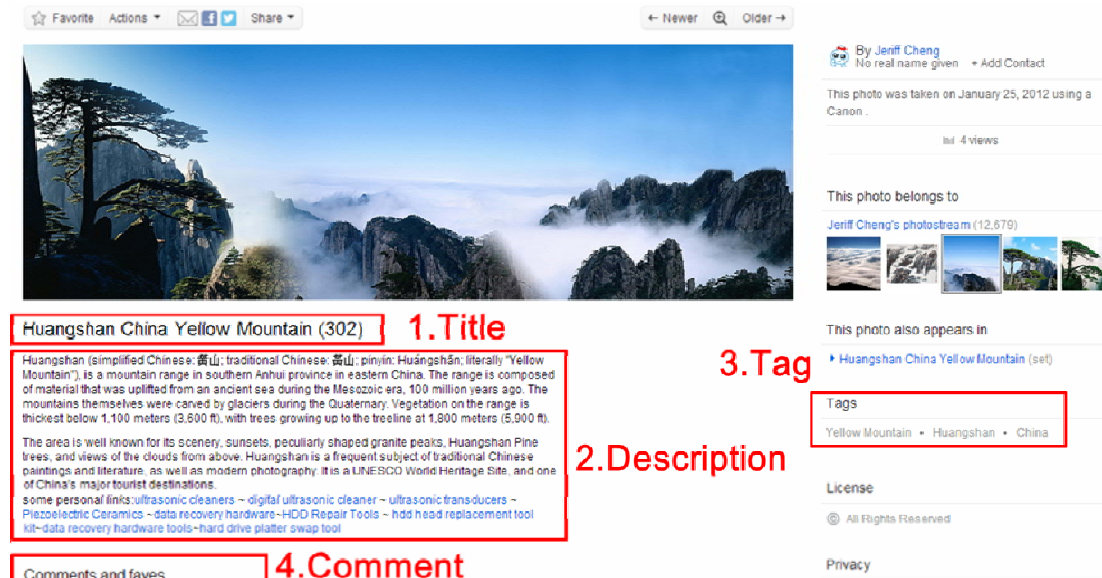 Favorite Actions Share
← Newer Older →
By Jeriff Cheng
No real name given + Add Contact
This photo was taken on January 25, 2012 using a
Canon .
4 views
This photo belongs to
Jeriff Cheng's photostream (12,679)
Huangshan China Yellow Mountain (302)
1.Title
Huangshan (simplified Chinese: 黄山; traditional Chinese: 黃山; pinyin: Huángshān; literally "Yellow
Mountain"), is a mountain range in southern Anhui province in eastern China. The range is composed
of material that was uplifted from an ancient sea during the Mesozoic era, 100 million years ago. The
mountains themselves were carved by glaciers during the Quaternary. Vegetation on the range is
thickest below 1,100 meters (3,600 ft), with trees growing up to the treeline at 1,800 meters (5,900 ft).
The area is well known for its scenery, sunsets, peculiarly shaped granite peaks, Huangshan Pine
trees, and views of the clouds from above. Huangshan is a frequent subject of traditional Chinese
paintings and literature, as well as modern photography. It is a UNESCO World Heritage Site, and one
of China's major tourist destinations.
some personal links:ultrasonic cleaners ~ digital ultrasonic cleaner ~ ultrasonic transducers ~
Piezoelectric Ceramics ~data recovery hardware~HDD Repair Tools ~ hdd head replacement tool
kit~data recovery hardware tools~hard drive platter swap tool
2.Description
This photo also appears in
Huangshan China Yellow Mountain (set)
3.Tag
Tags
Yellow Mountain • Huangshan • China
License
© All Rights Reserved
Privacy
Comments and faves
4.Comment